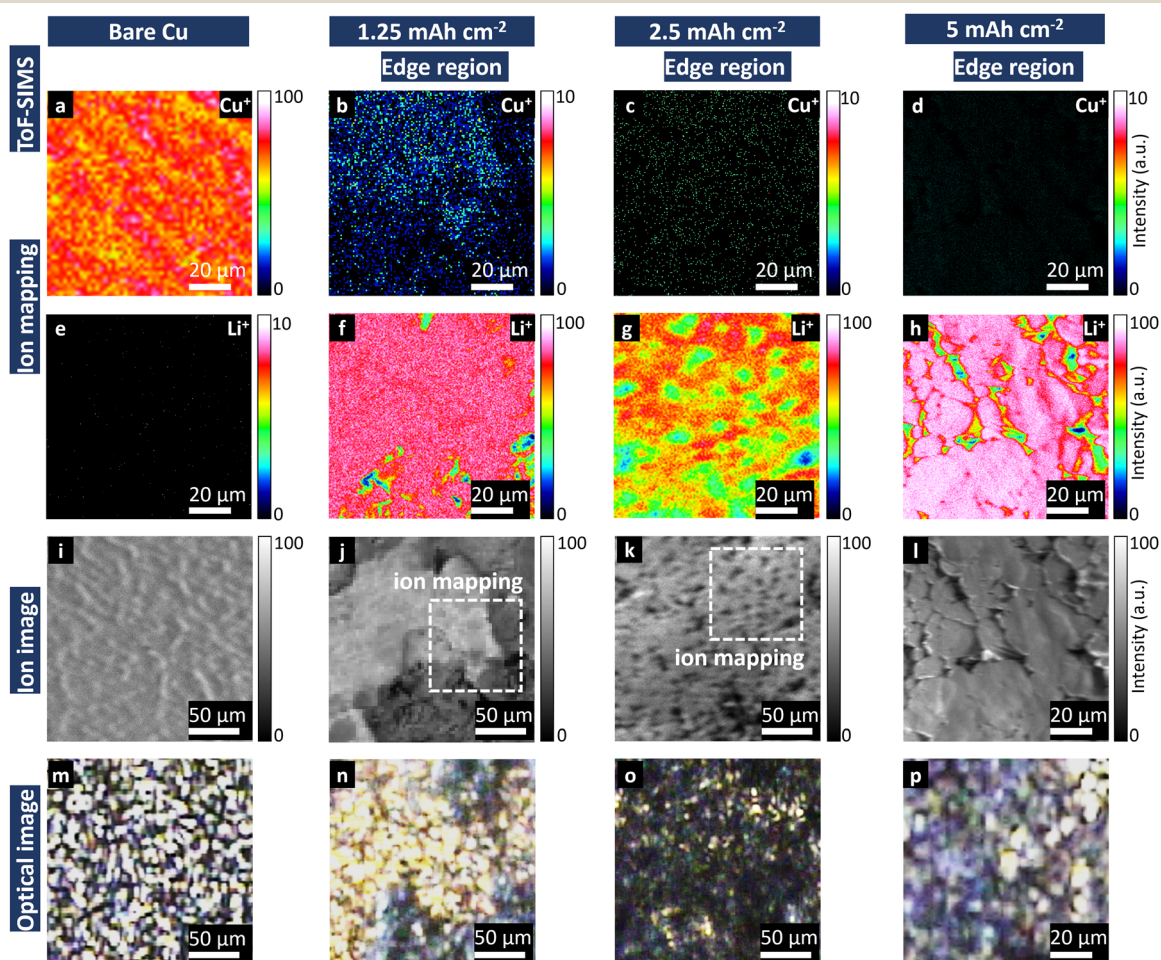 Bare Cu
1.25 mAh cm⁻²
2.5 mAh cm⁻²
5 mAh cm⁻²
Edge region
Edge region
Edge region
ToF-SIMS
Ion mapping
a
Cu⁺
100
0
20 µm
b
Cu⁺
10
0
20 µm
c
Cu⁺
10
0
20 µm
d
Cu⁺
10
0
20 µm
Intensity (a.u.)
e
Li⁺
10
0
20 µm
f
Li⁺
100
0
20 µm
g
Li⁺
100
0
20 µm
h
Li⁺
100
0
20 µm
Intensity (a.u.)
Ion image
i
100
0
50 µm
j
ion mapping
100
0
50 µm
k
ion mapping
100
0
50 µm
l
100
0
20 µm
Intensity (a.u.)
Optical image
m
50 µm
n
50 µm
o
50 µm
p
20 µm